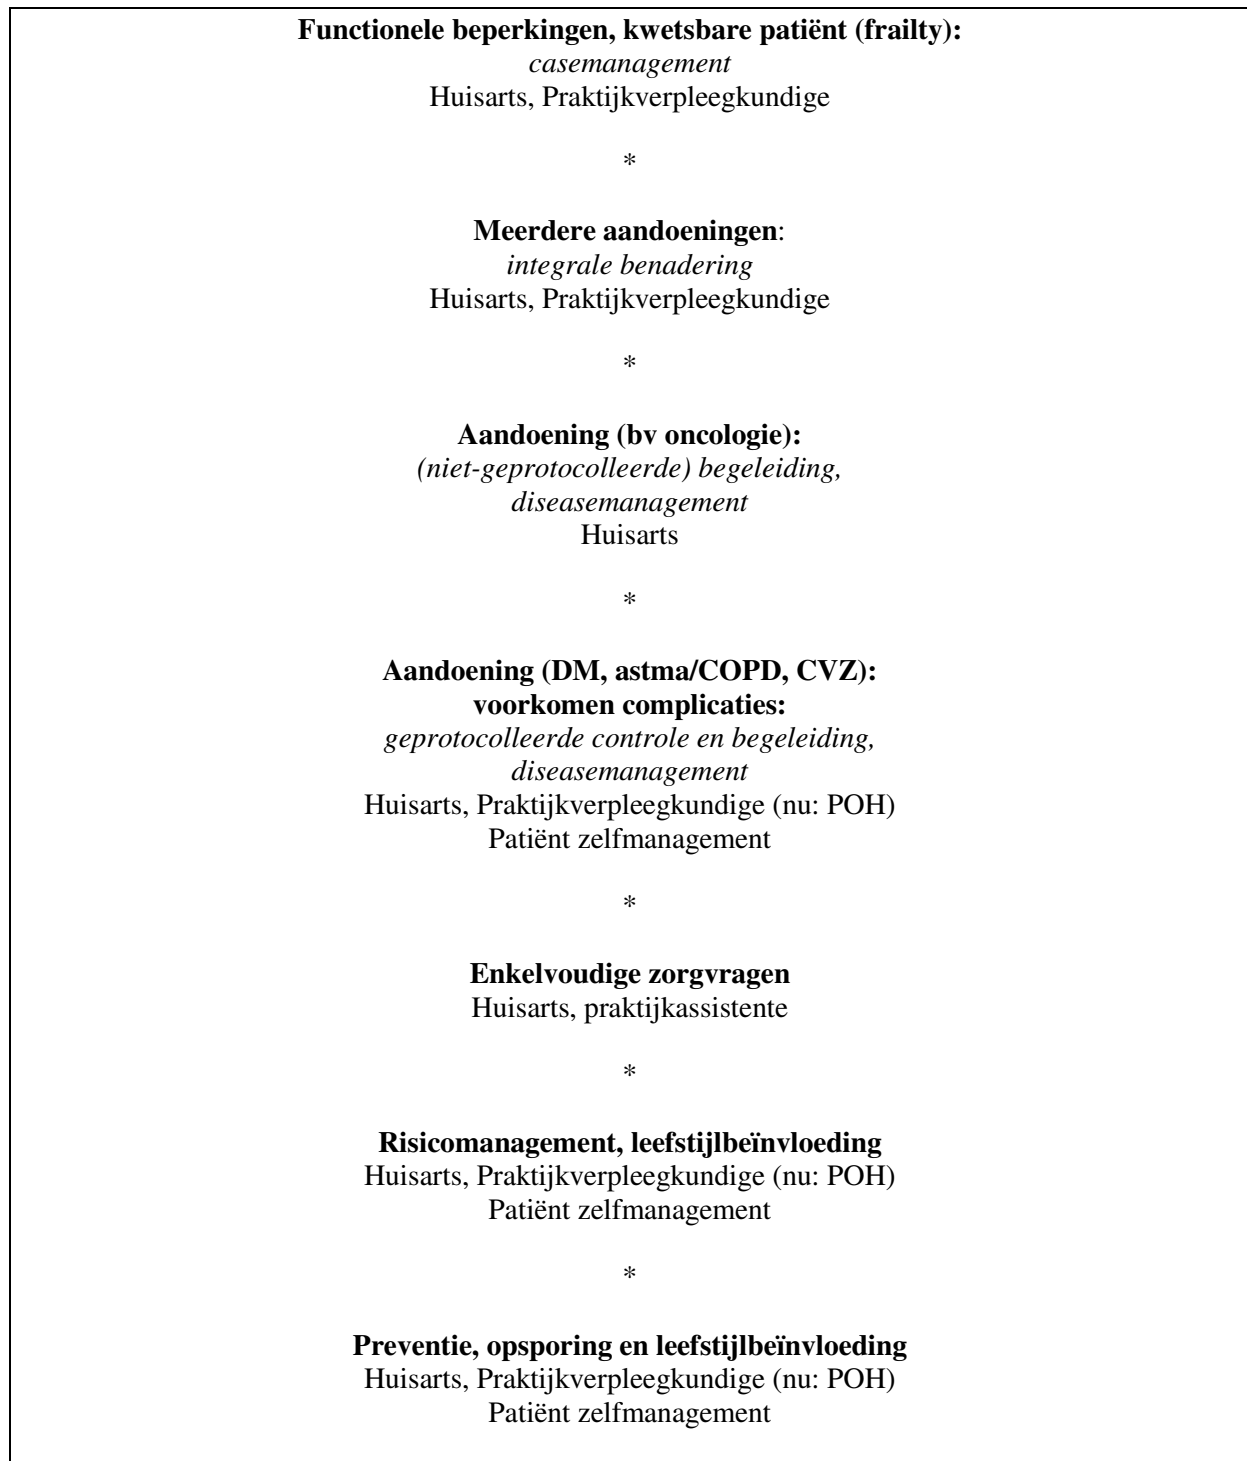 Functionele beperkingen, kwetsbare patiënt (frailty):
casemanagement
Huisarts, Praktijkverpleegkundige
*
Meerdere aandoeningen:
integrale benadering
Huisarts, Praktijkverpleegkundige
*
Aandoening (bv oncologie):
(niet-geprotocolleerde) begeleiding,
diseasemanagement
Huisarts
*
Aandoening (DM, astma/COPD, CVZ):
voorkomen complicaties:
geprotocolleerde controle en begeleiding,
diseasemanagement
Huisarts, Praktijkverpleegkundige (nu: POH)
Patiënt zelfmanagement
*
Enkelvoudige zorgvragen
Huisarts, praktijkassistente
*
Risicomanagement, leefstijlbeïnvloeding
Huisarts, Praktijkverpleegkundige (nu: POH)
Patiënt zelfmanagement
*
Preventie, opsporing en leefstijlbeïnvloeding
Huisarts, Praktijkverpleegkundige (nu: POH)
Patiënt zelfmanagement